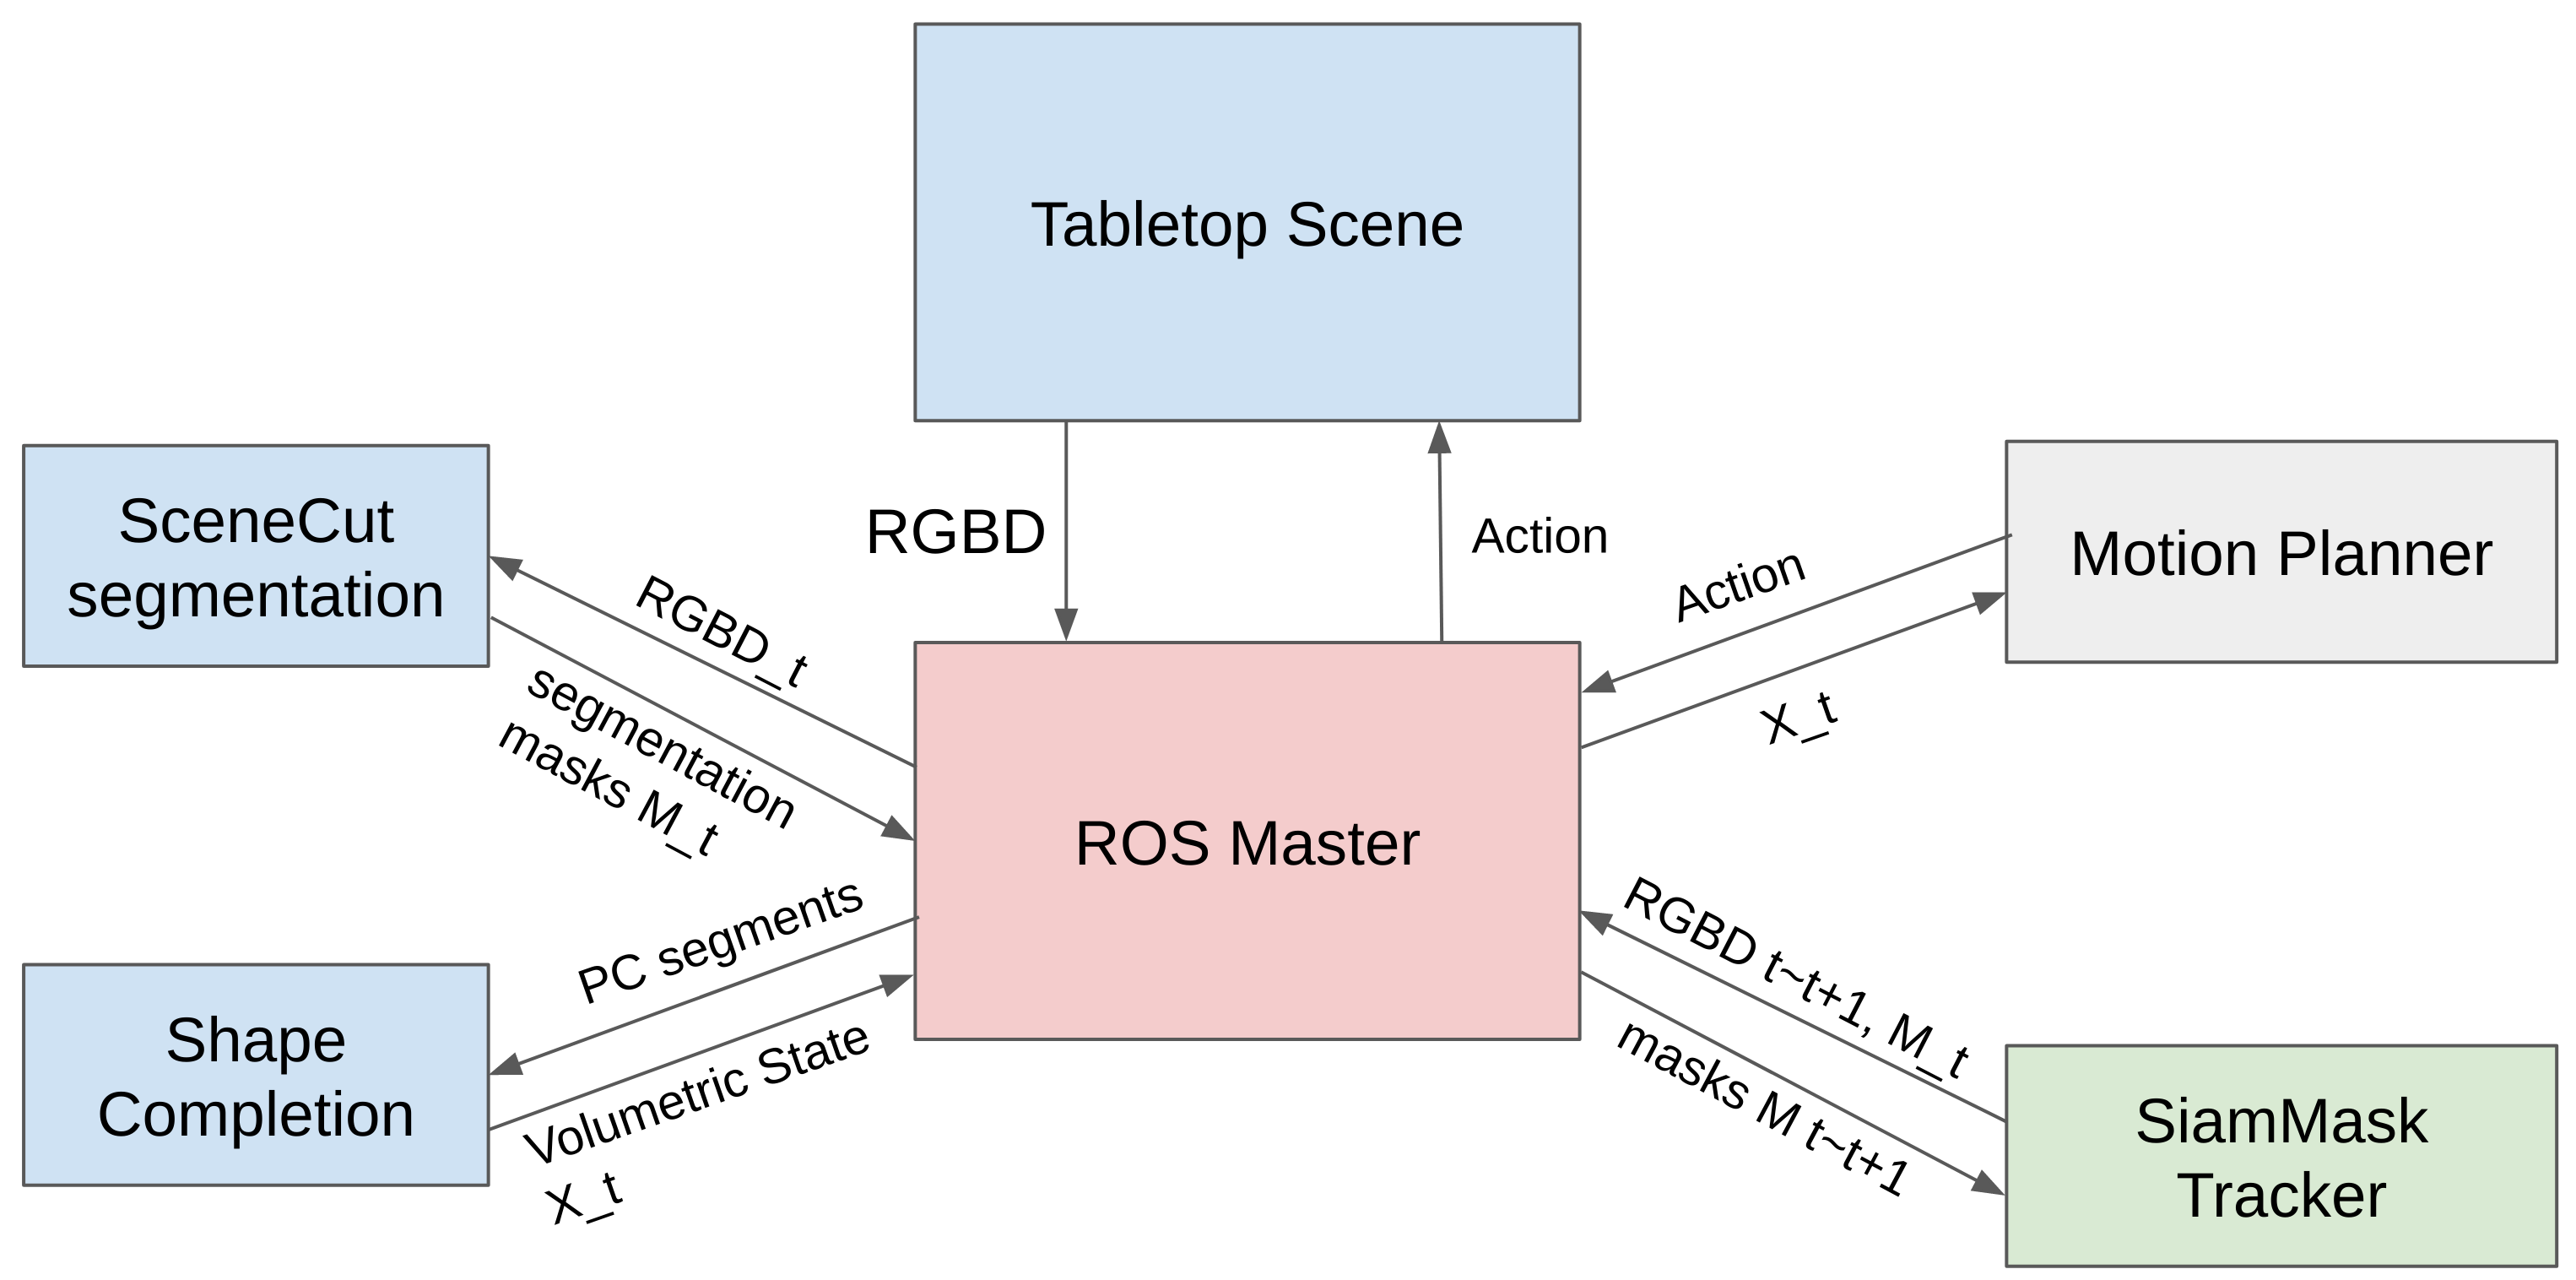 Tabletop Scene
RGBD
Action
SceneCut
segmentation
RGBD_t
segmentation
masks M_t
Motion Planner
Action
X_t
ROS Master
PC segments
Volumetric State
X_t
Shape
Completion
RGBD t~t+1, M_t
masks M t~t+1
SiamMask
Tracker